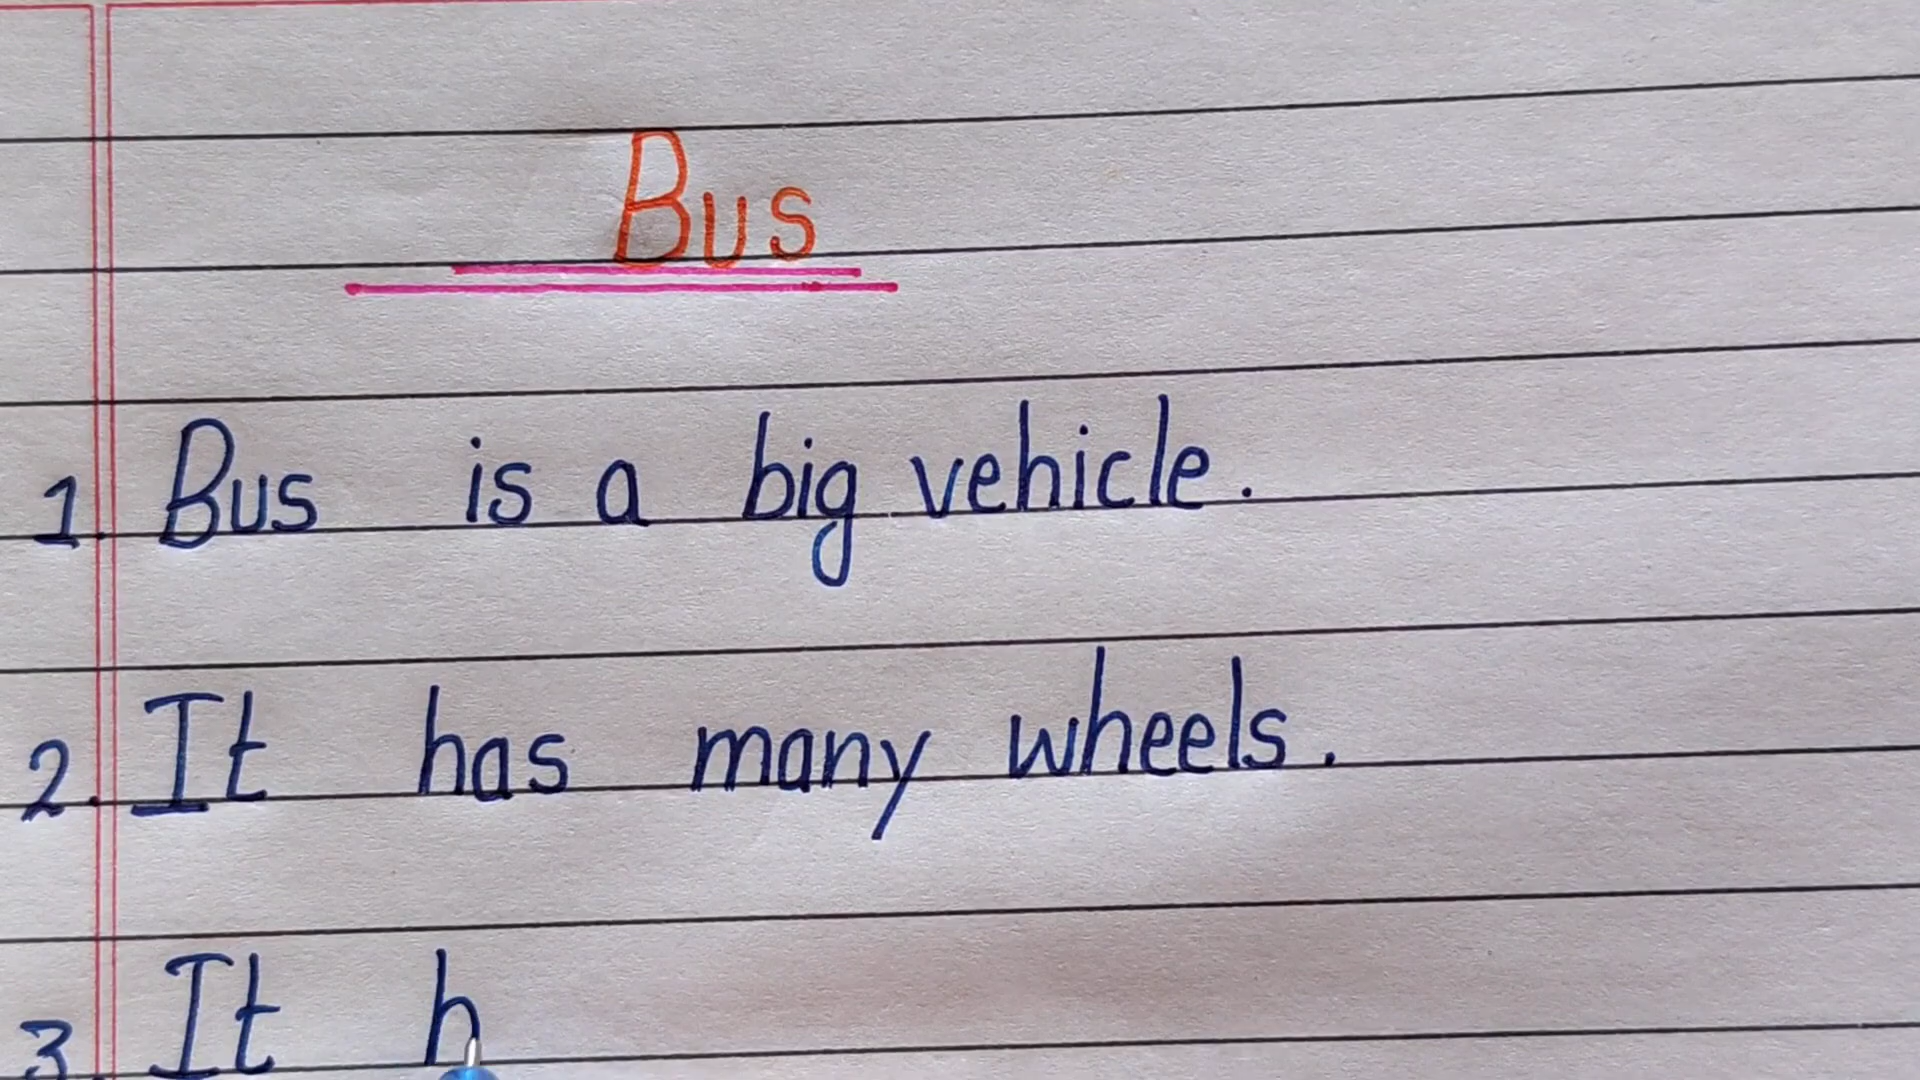 Bus
1. Bus is a big vehicle.
2. It has many wheels.
3. It h